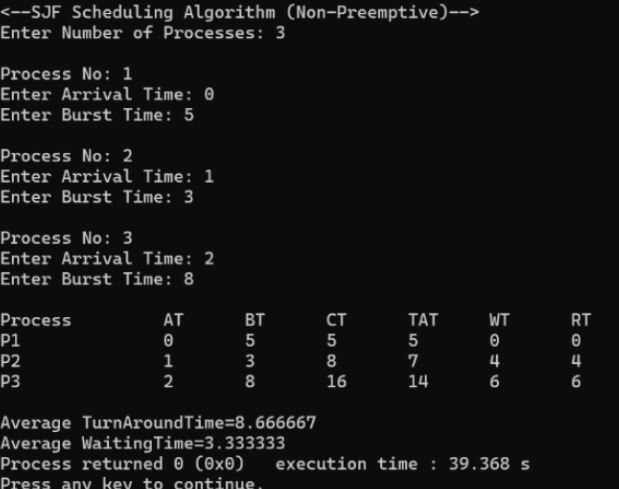 <--SJF Scheduling Algorithm (Non-Preemptive)-->
Enter Number of Processes: 3
Process No: 1
Enter Arrival Time: 0
Enter Burst Time: 5
Process No: 2
Enter Arrival Time: 1
Enter Burst Time: 3
Process No: 3
Enter Arrival Time: 2
Enter Burst Time: 8
Process AT BT CT TAT WT RT
P1 0 5 5 5 0 0
P2 1 3 8 7 4 4
P3 2 8 16 14 6 6
Average TurnAroundTime=8.666667
Average WaitingTime=3.333333
Process returned 0 (0x0) execution time : 39.368 s
Press any key to continue.